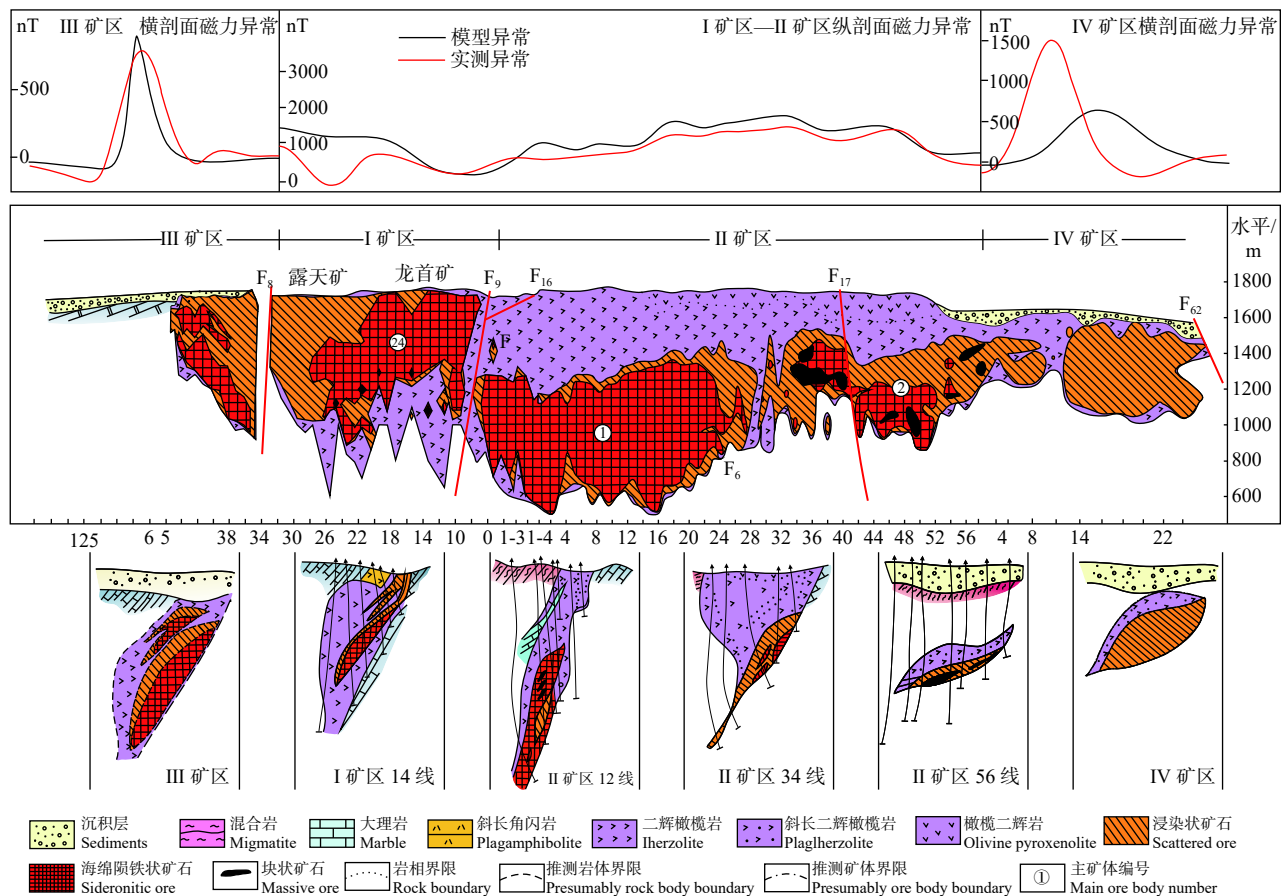 nT
III 矿区 横剖面磁力异常
500
0
nT
模型异常
实测异常
I 矿区—II 矿区纵剖面磁力异常
3000
2000
1000
0
IV 矿区横剖面磁力异常
nT
1500
1000
500
0
III 矿区
I 矿区
II 矿区
IV 矿区
水平/
m
F8
露天矿
龙首矿
F9
F16
F17
F62
1800
1600
1400
1200
1000
800
600
24
F
1
2
F6
125 6 5 38 34 30 26 22 18 14 10 0 1-3 1-4 4 8 12 16 20 24 28 32 36 40 44 48 52 56 4 8 14 22
III 矿区
I 矿区 14 线
II 矿区 12 线
II 矿区 34 线
46
II 矿区 56 线
IV 矿区
沉积层
Sediments
混合岩
Migmatite
大理岩
Marble
斜长角闪岩
Plagamphibolite
二辉橄榄岩
Iherzolite
斜长二辉橄榄岩
Plaglherzolite
橄榄二辉岩
Olivine pyroxenolite
浸染状矿石
Scattered ore
海绵陨铁状矿石
Sideronitic ore
块状矿石
Massive ore
岩相界限
Rock boundary
推测岩体界限
Presumably rock body boundary
推测矿体界限
Presumably ore body boundary
①
主矿体编号
Main ore body number